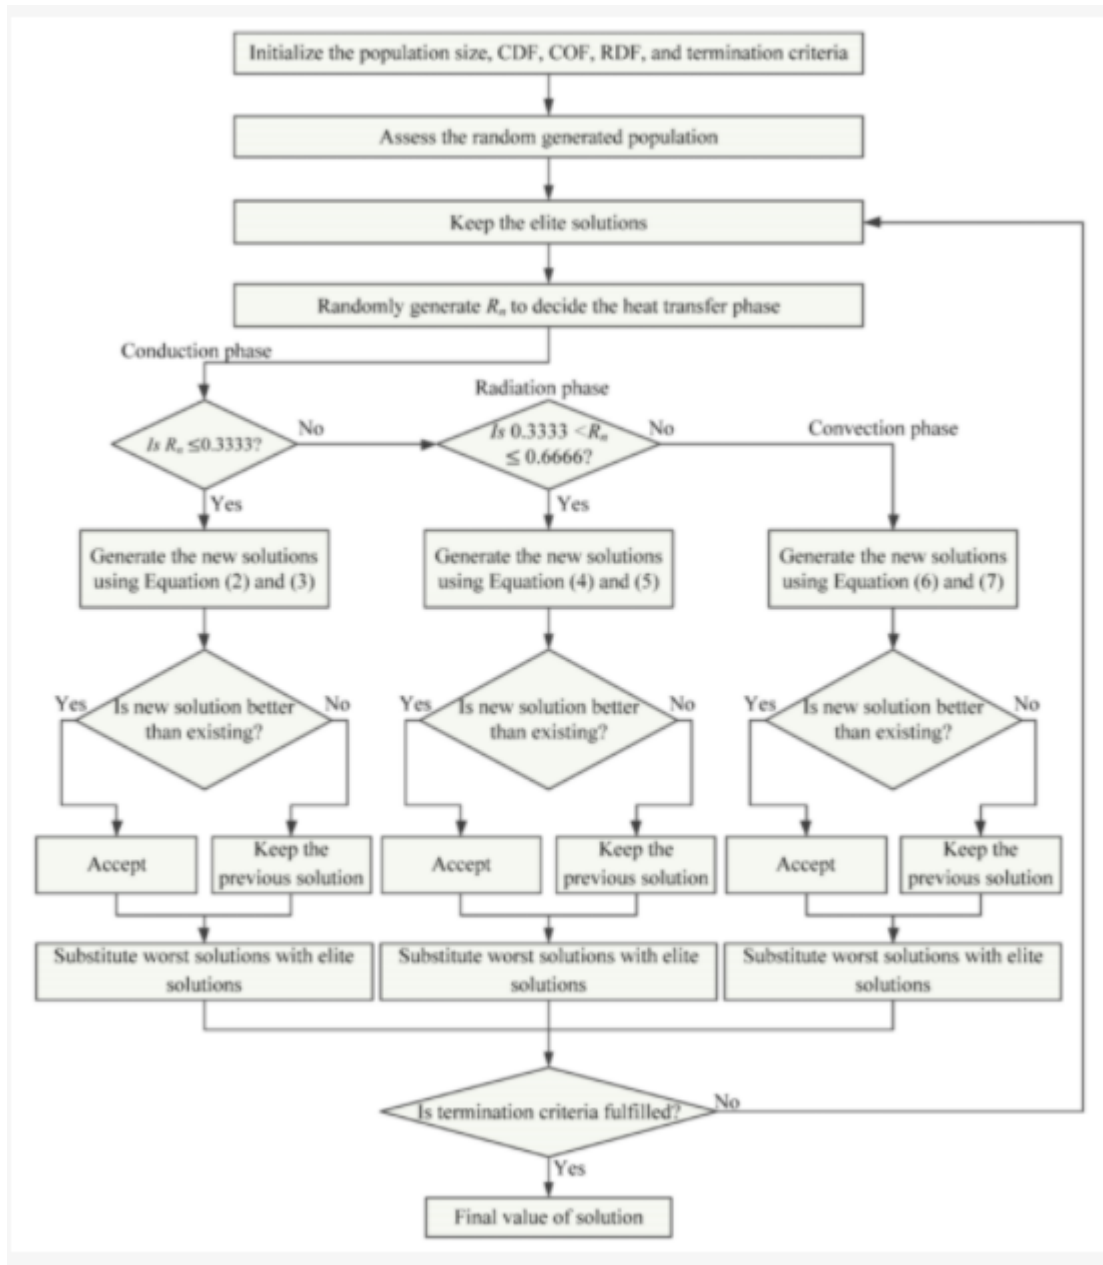 Initialize the population size, CDF, COF, RDF, and termination criteria
Assess the random generated population
Keep the elite solutions
Randomly generate Rₙ to decide the heat transfer phase
Conduction phase
Radiation phase
Is Rₙ ≤0.3333?
No
Is 0.3333 <Rₙ
≤ 0.6666?
No
Convection phase
Yes
Yes
Generate the new solutions
using Equation (2) and (3)
Generate the new solutions
using Equation (4) and (5)
Generate the new solutions
using Equation (6) and (7)
Yes
Is new solution better
than existing?
No
Yes
Is new solution better
than existing?
No
Yes
Is new solution better
than existing?
No
Accept
Keep the
previous solution
Accept
Keep the
previous solution
Accept
Keep the
previous solution
Substitute worst solutions with elite
solutions
Substitute worst solutions with elite
solutions
Substitute worst solutions with elite
solutions
Is termination criteria fulfilled?
No
Yes
Final value of solution